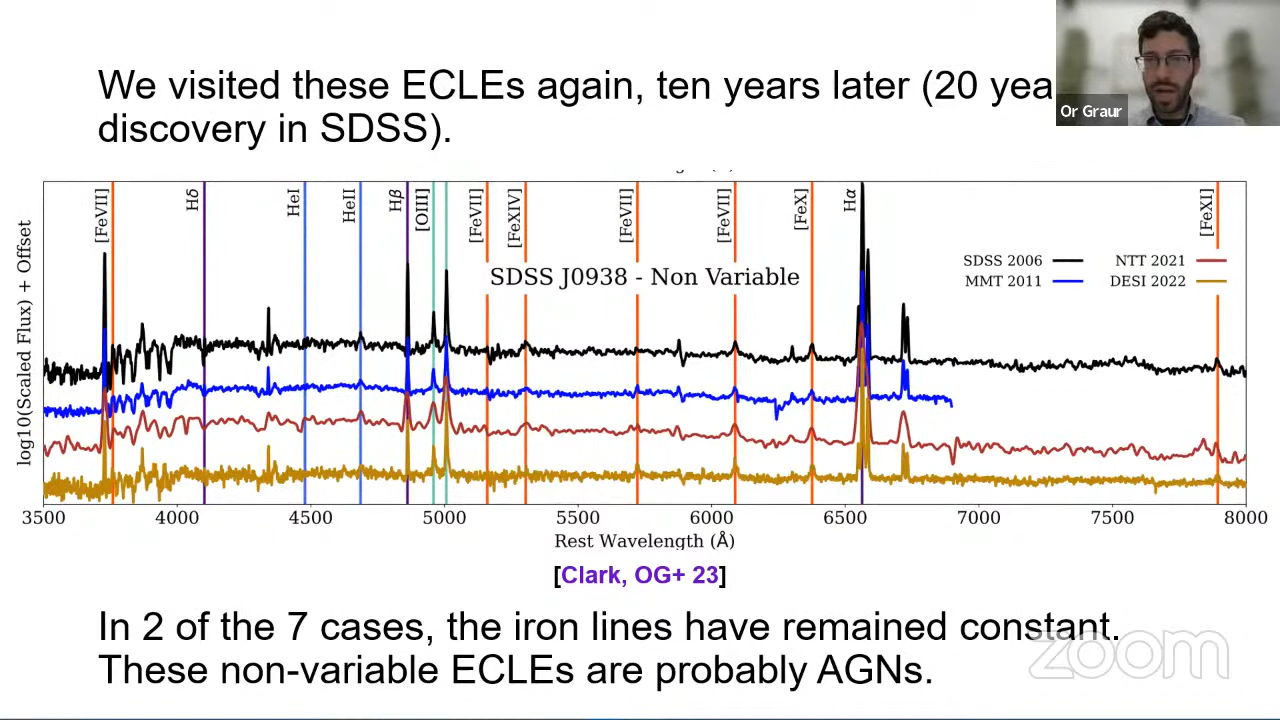 We visited these ECLEs again, ten years later (20
discovery in SDSS).
Or Graur
[FeVII]
Hδ
HeI
HeII
Hβ
[OIII]
[FeVII]
[FeXIV]
[FeVII]
[FeVII]
[FeX]
Hα
[FeXI]
SDSS J0938 - Non Variable
SDSS 2006
NTT 2021
MMT 2011
DESI 2022
log10(Scaled Flux) + Offset
3500 4000 4500 5000 5500 6000 6500 7000 7500 8000
Rest Wavelength (Å)
[Clark, OG+ 23]
In 2 of the 7 cases, the iron lines have remained constant.
These non-variable ECLEs are probably AGNs.
zoom